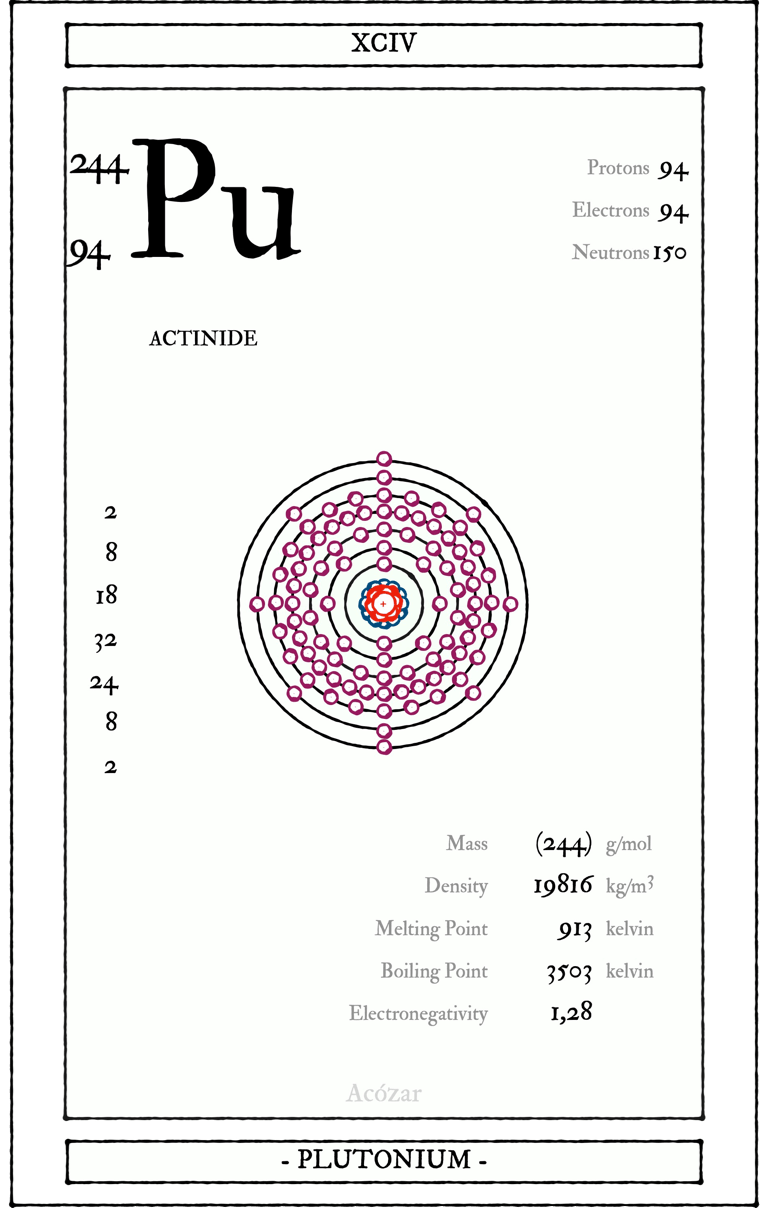 XCIV
244
Pu
94
Protons 94
Electrons 94
Neutrons 150
ACTINIDE
2
8
18
32
24
8
2
+
Mass (244) g/mol
Density 19816 kg/m³
Melting Point 913 kelvin
Boiling Point 3503 kelvin
Electronegativity 1,28
Acózar
- PLUTONIUM -